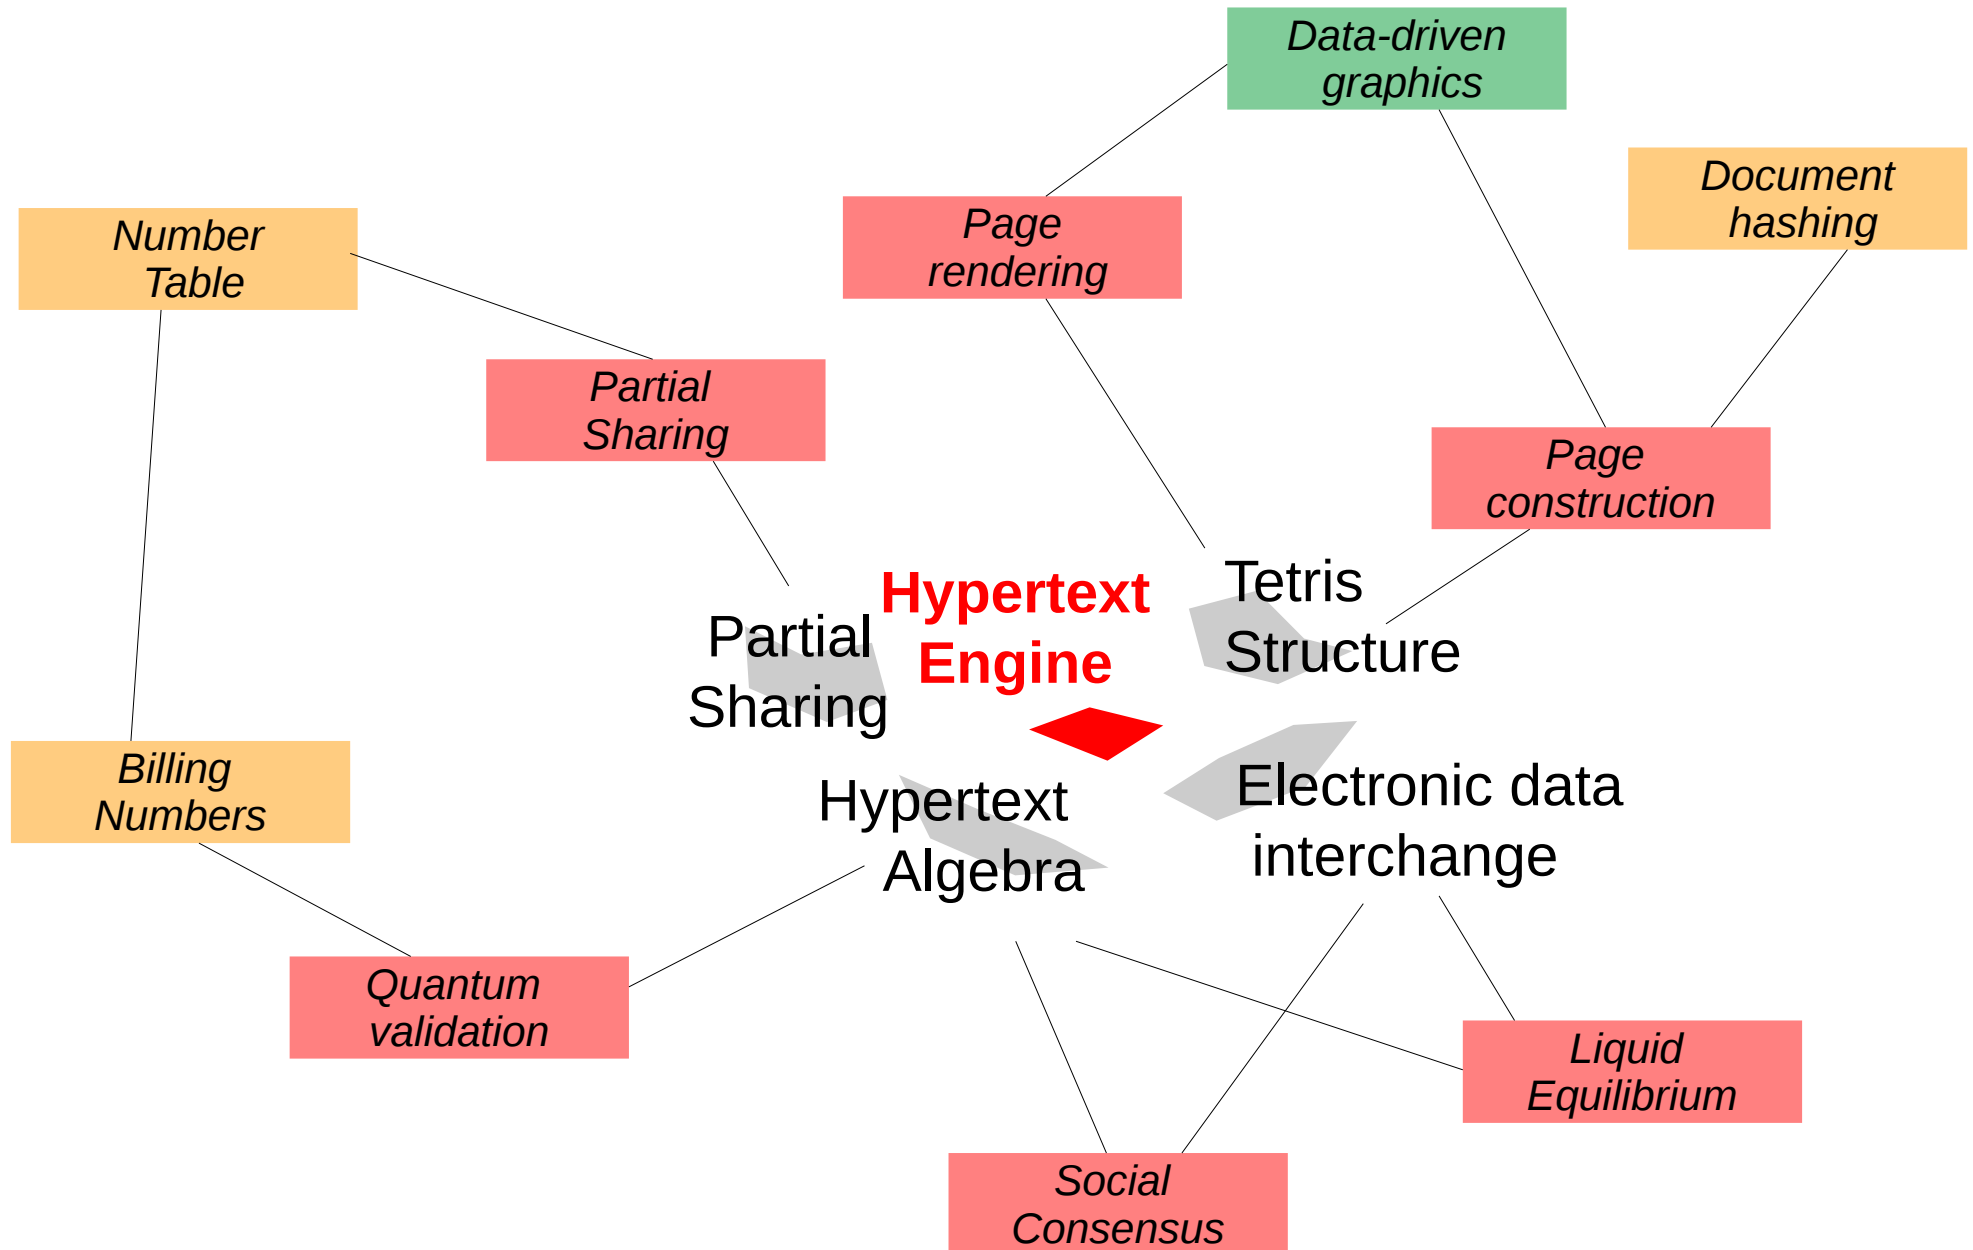 Data-driven
graphics
Document
hashing
Page
rendering
Number
Table
Partial
Sharing
Page
construction
Hypertext
Engine
Tetris
Structure
Partial
Sharing
Billing
Numbers
Hypertext
Algebra
Electronic data
interchange
Quantum
validation
Liquid
Equilibrium
Social
Consensus